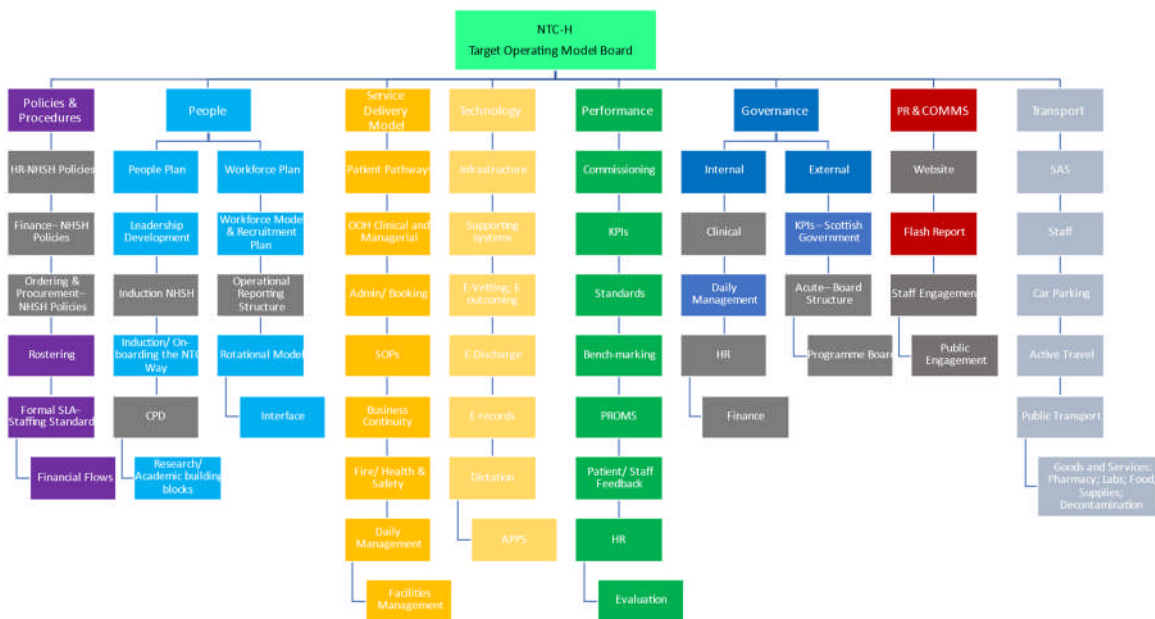 NTC-H
Target Operating Model Board
Policies &
Procedures
People
Service
Delivery
Model
Technology
Performance
Governance
PR & COMMS
Transport
HR-NHSH Policies
People Plan
Workforce Plan
Patient Pathways
Infrastructure
Commissioning
Internal
External
Website
SAS
Finance– NHSH
Policies
Leadership
Development
Workforce Model
& Recruitment
Plan
OOH Clinical and
Managerial
Supporting
systems
KPIs
Clinical
KPIs – Scottish
Government
Flash Report
Staff
Ordering &
Procurement–
NHSH Policies
Induction NHSH
Operational
Reporting
Structure
Admin/ Booking
E-Vetting; E
outcoming
Standards
Daily
Management
Acute– Board
Structure
Staff Engagement
Car Parking
Rostering
Induction/ On-
boarding the NTC
Way
Rotational Model
SOPs
E-Discharge
Bench-marking
HR
Programme Board
Public
Engagement
Active Travel
Formal SLA–
Staffing Standard
CPD
Interface
Business
Continuity
E-records
PROMS
Finance
Public Transport
Financial Flows
Research/
Academic building
blocks
Fire/ Health &
Safety
Dictation
Patient/ Staff
Feedback
Goods and Services:
Pharmacy; Labs; Food;
Supplies;
Decontamination
Daily
Management
APPS
HR
Facilities
Management
Evaluation